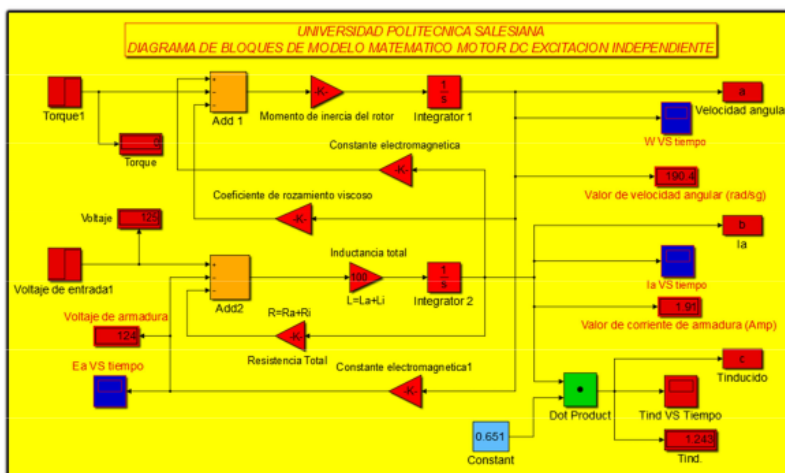 UNIVERSIDAD POLITECNICA SALESIANA
DIAGRAMA DE BLOQUES DE MODELO MATEMATICO MOTOR DC EXCITACION INDEPENDIENTE
Torque1
Torque
+
-
-
Add 1
-K-
Momento de inercia del rotor
1
s
Integrator 1
a
Velocidad angular
W VS tiempo
Constante electromagnetica
-K-
190.4
Valor de velocidad angular (rad/sg)
Coeficiente de rozamiento viscoso
-K-
Voltaje
125
b
Ia
Voltaje de entrada1
+
-
-
Add2
Inductancia total
100
L=La+Li
1
s
Integrator 2
Ia VS tiempo
1.91
Valor de corriente de armadura (Amp)
Voltaje de armadura
124
R=Ra+Ri
-K-
Resistencia Total
Ea VS tiempo
Constante electromagnetica1
-K-
c
Tinducido
Dot Product
Tind VS Tiempo
0.651
Constant
1.243
Tind.